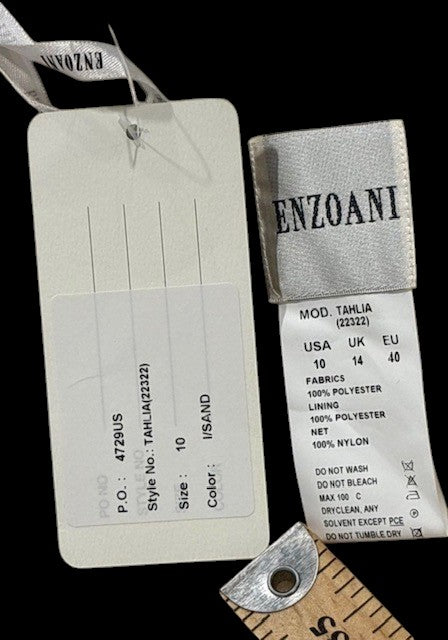 ENZOANI
P.O. : 4729US
Style No.: TAHLIA(22322)
Size : 10
Color : I/SAND
PO NO
ENZOANI
MOD. TAHLIA
(22322)
USA UK EU
10 14 40
FABRICS
100% POLYESTER
LINING
100% POLYESTER
NET
100% NYLON
DO NOT WASH
DO NOT BLEACH
MAX 100 C
DRYCLEAN, ANY
SOLVENT EXCEPT PCE
DO NOT TUMBLE DRY